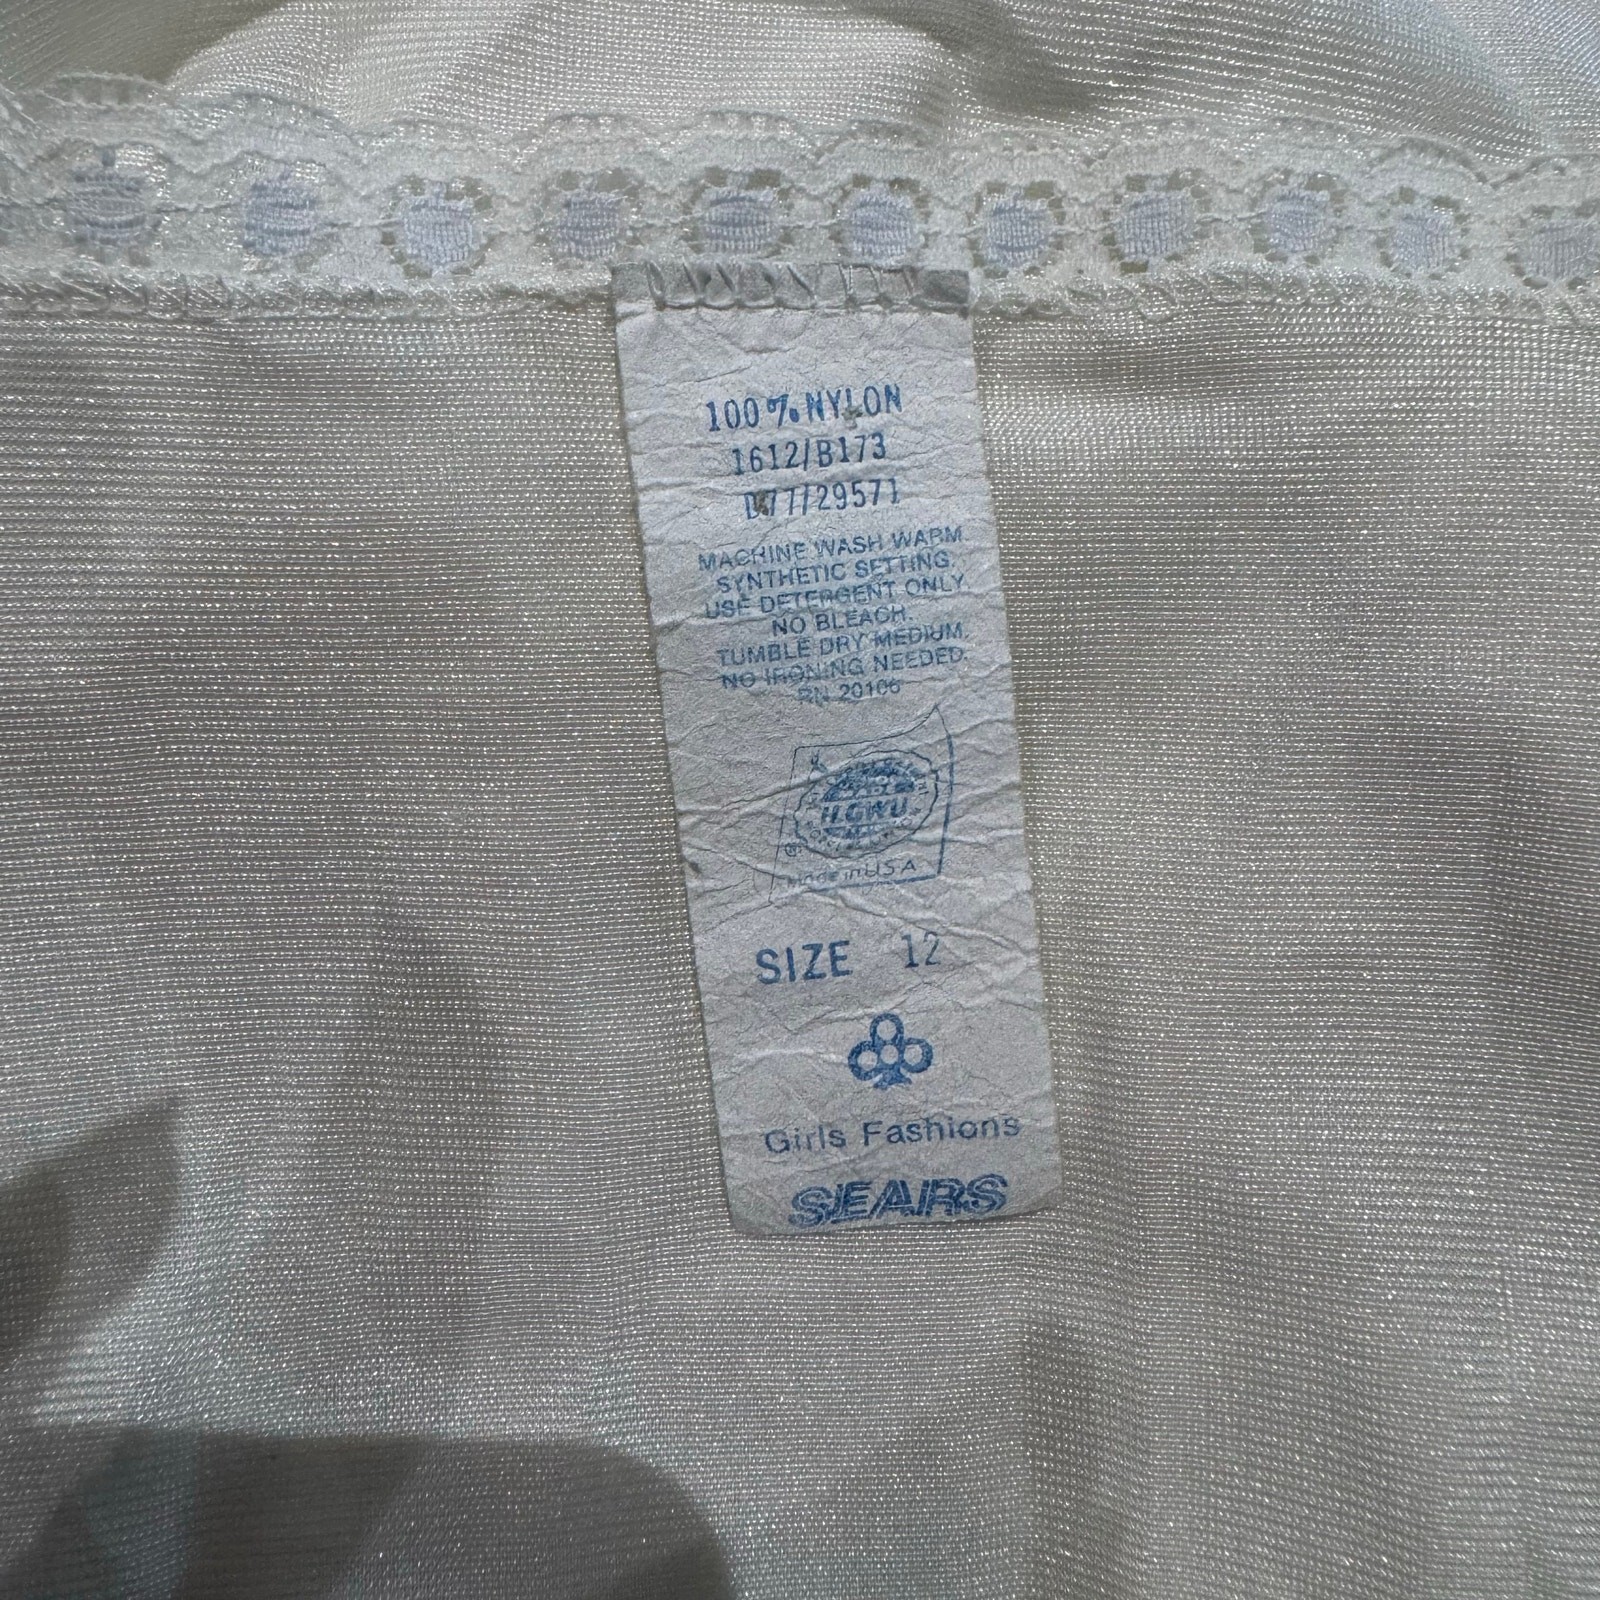 100% NYLON
1612/B173
D77/29571
MACHINE WASH WARM
SYNTHETIC SETTING.
USE DETERGENT ONLY.
NO BLEACH.
TUMBLE DRY MEDIUM.
NO IRONING NEEDED.
RN 20106
ILGWU
®
Made in USA
SIZE 12
Girls Fashions
SEARS